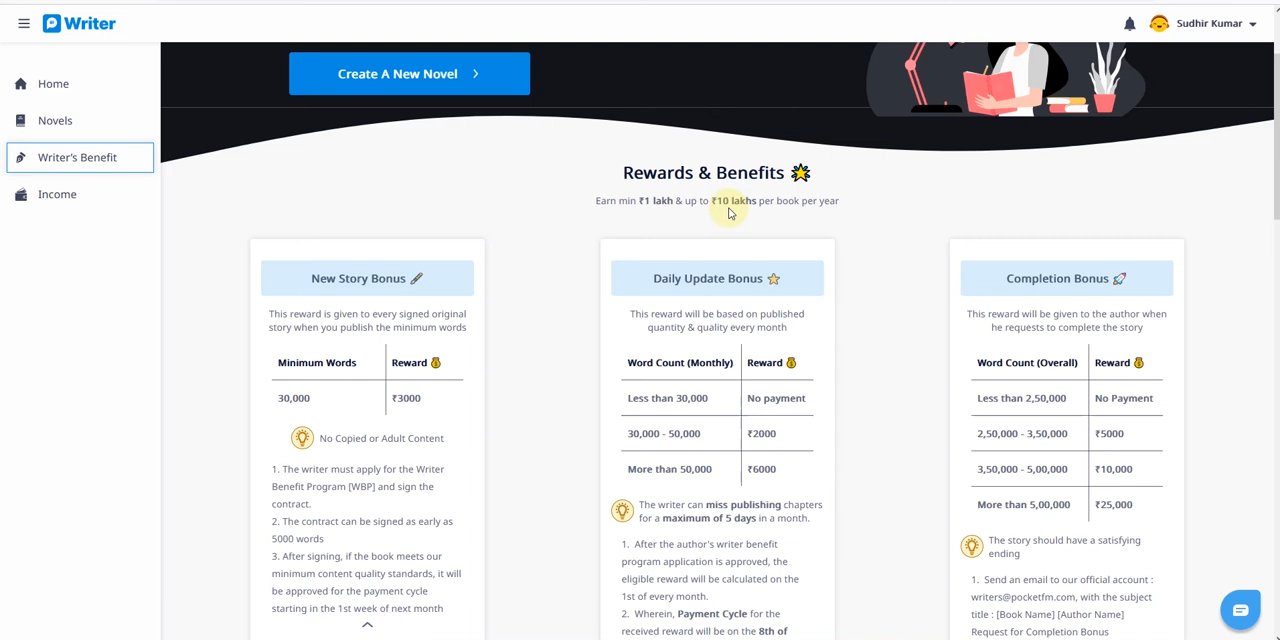 Writer
Sudhir Kumar
Home
Novels
Writer's Benefit
Income
Create A New Novel
Rewards & Benefits
Earn min ₹1 lakh & up to ₹10 lakhs per book per year
New Story Bonus
This reward is given to every signed original
story when you publish the minimum words
Minimum Words Reward
30,000 ₹3000
No Copied or Adult Content
1. The writer must apply for the Writer
Benefit Program [WBP] and sign the
contract.
2. The contract can be signed as early as
5000 words
3. After signing, if the book meets our
minimum content quality standards, it will
be approved for the payment cycle
starting in the 1st week of next month
Daily Update Bonus
This reward will be based on published
quantity & quality every month
Word Count (Monthly) Reward
Less than 30,000 No payment
30,000 - 50,000 ₹2000
More than 50,000 ₹6000
The writer can miss publishing chapters
for a maximum of 5 days in a month.
1. After the author's writer benefit
program application is approved, the
eligible reward will be calculated on the
1st of every month.
2. Wherein, Payment Cycle for the
received reward will be on the 8th of
Completion Bonus
This reward will be given to the author when
he requests to complete the story
Word Count (Overall) Reward
Less than 2,50,000 No Payment
2,50,000 - 3,50,000 ₹5000
3,50,000 - 5,00,000 ₹10,000
More than 5,00,000 ₹25,000
The story should have a satisfying
ending
1. Send an email to our official account :
writers@pocketfm.com, with the subject
title : [Book Name] [Author Name]
Request for Completion Bonus